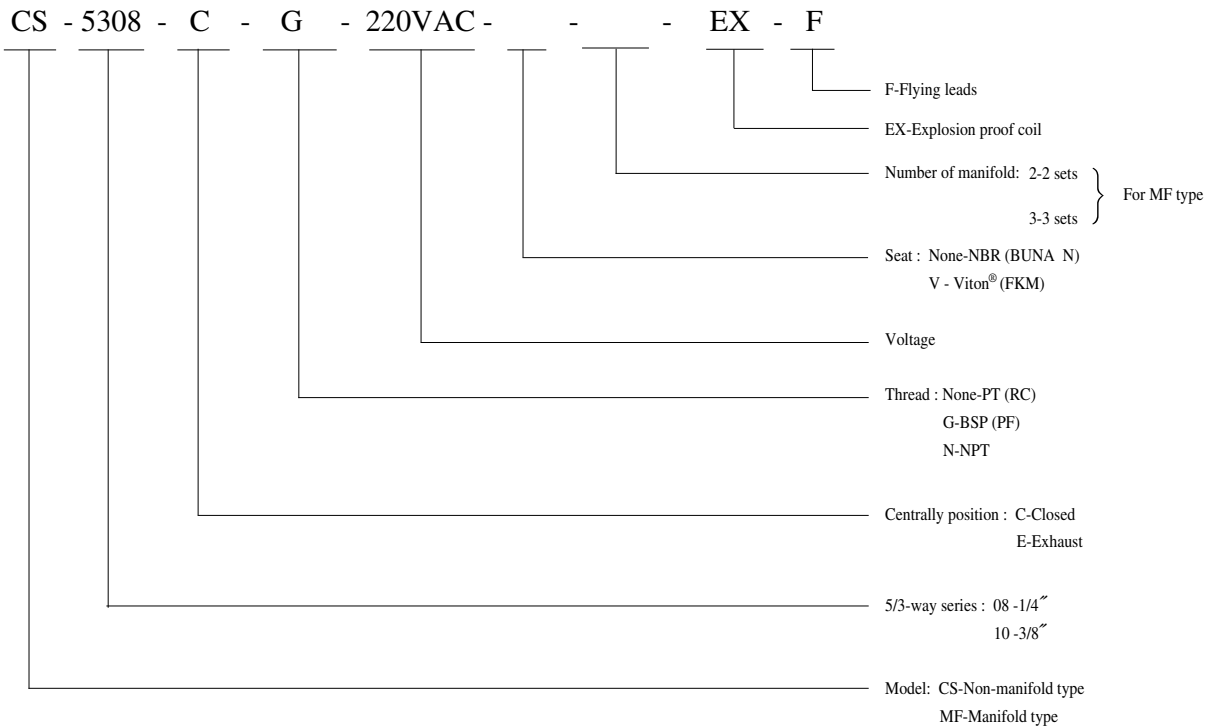 CS - 5308 - C - G - 220VAC - - - EX - F
F-Flying leads
EX-Explosion proof coil
Number of manifold: 2-2 sets
3-3 sets
For MF type
Seat : None-NBR (BUNA N)
V - Viton® (FKM)
Voltage
Thread : None-PT (RC)
G-BSP (PF)
N-NPT
Centrally position : C-Closed
E-Exhaust
5/3-way series : 08 -1/4″
10 -3/8″
Model: CS-Non-manifold type
MF-Manifold type